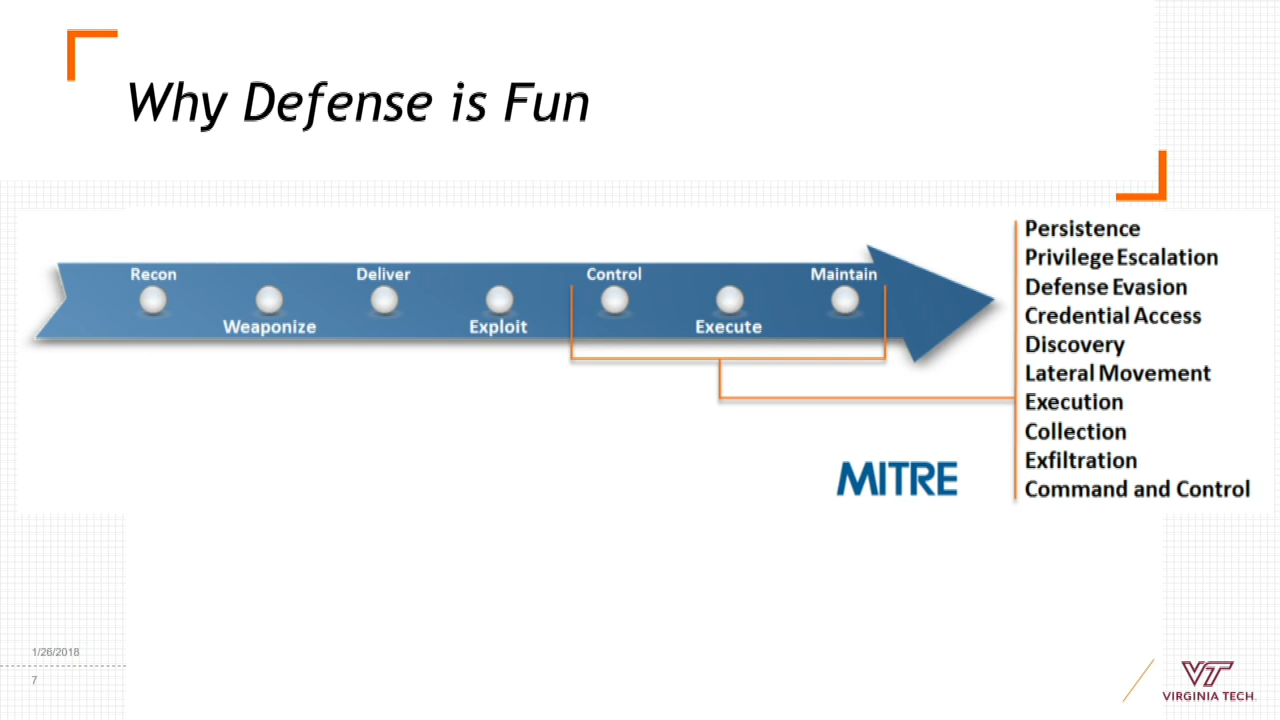 Why Defense is Fun
Recon
Weaponize
Deliver
Exploit
Control
Execute
Maintain
Persistence
Privilege Escalation
Defense Evasion
Credential Access
Discovery
Lateral Movement
Execution
Collection
Exfiltration
Command and Control
MITRE
1/26/2018
7
VT
VIRGINIA TECH